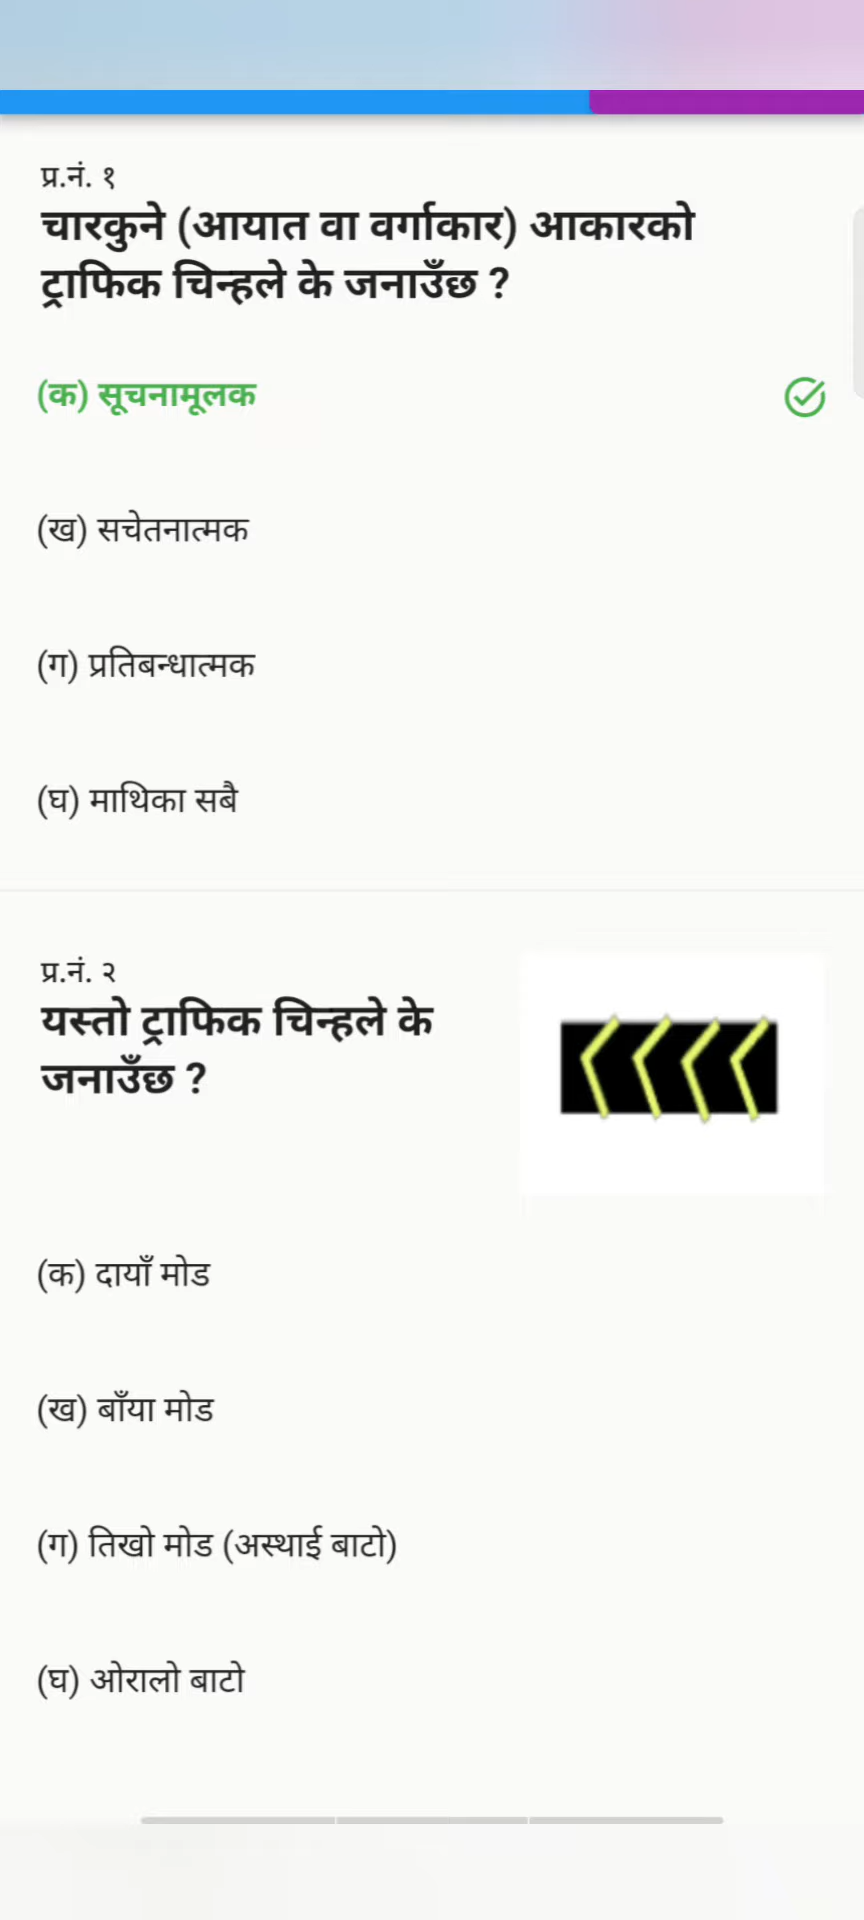 प्र.नं. १
चारकुने (आयात वा वर्गाकार) आकारको
ट्राफिक चिन्हले के जनाउँछ ?
(क) सूचनामूलक
(ख) सचेतनात्मक
(ग) प्रतिबन्धात्मक
(घ) माथिका सबै
प्र.नं. २
यस्तो ट्राफिक चिन्हले के
जनाउँछ ?
(क) दायाँ मोड
(ख) बाँया मोड
(ग) तिखो मोड (अस्थाई बाटो)
(घ) ओरालो बाटो